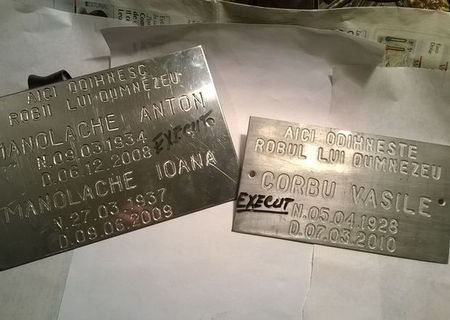 AICI ODIHNESC
ROBII LUI DUMNEZEU
MANOLACHE ANTON
N.09.03.1934
D.06.12.2008
EXECUT
MANOLACHE IOANA
N.27.03.1937
D.09.06.2009
AICI ODIHNESTE
ROBUL LUI DUMNEZEU
CORBU VASILE
EXECUT
N.05.04.1928
D.07.03.2010